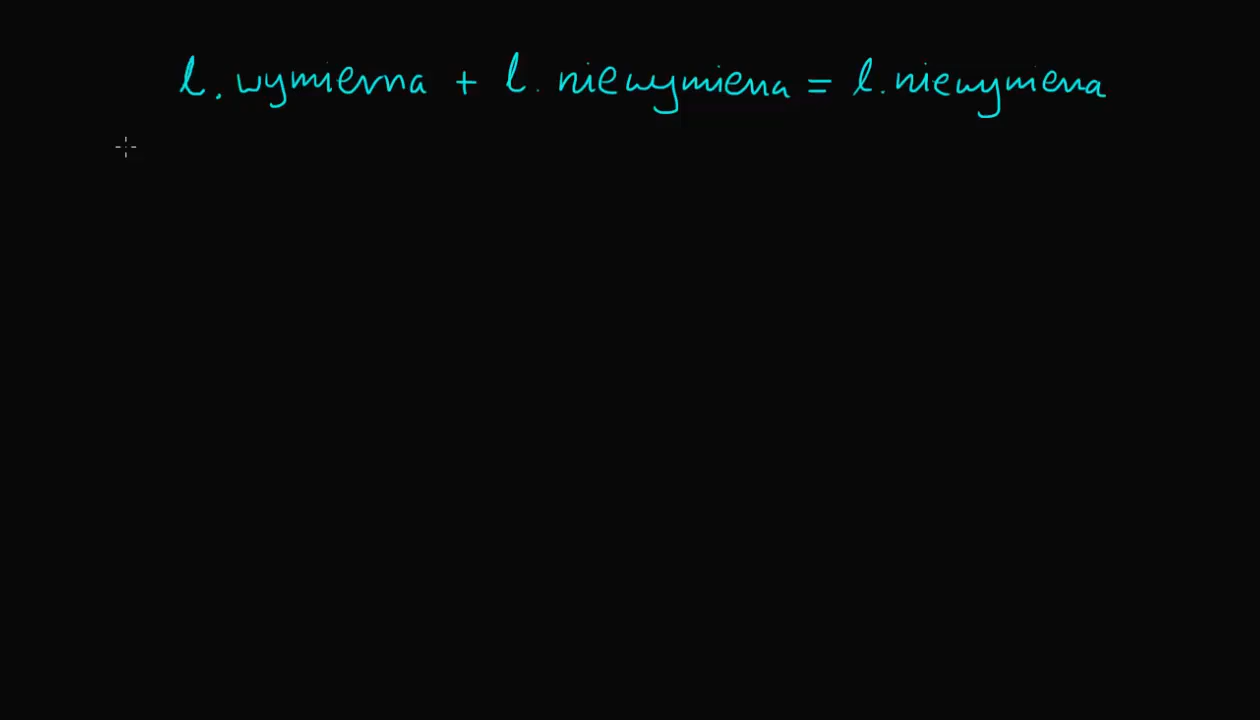 l. wymierna + l. niewymiena = l. niewymiena